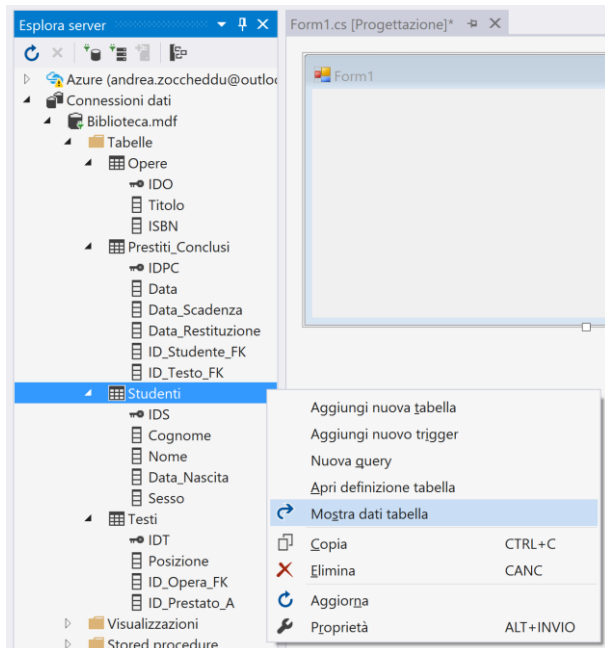 Esplora server
Form1.cs [Progettazione]*
Form1
Azure (andrea.zoccheddu@outlo
Connessioni dati
Biblioteca.mdf
Tabelle
Opere
IDO
Titolo
ISBN
Prestiti_Conclusi
IDPC
Data
Data_Scadenza
Data_Restituzione
ID_Studente_FK
ID_Testo_FK
Studenti
IDS
Cognome
Nome
Data_Nascita
Sesso
Testi
IDT
Posizione
ID_Opera_FK
ID_Prestato_A
Visualizzazioni
Stored procedure
Aggiungi nuova tabella
Aggiungi nuovo trigger
Nuova query
Apri definizione tabella
Mostra dati tabella
Copia CTRL+C
Elimina CANC
Aggiorna
Proprietà ALT+INVIO